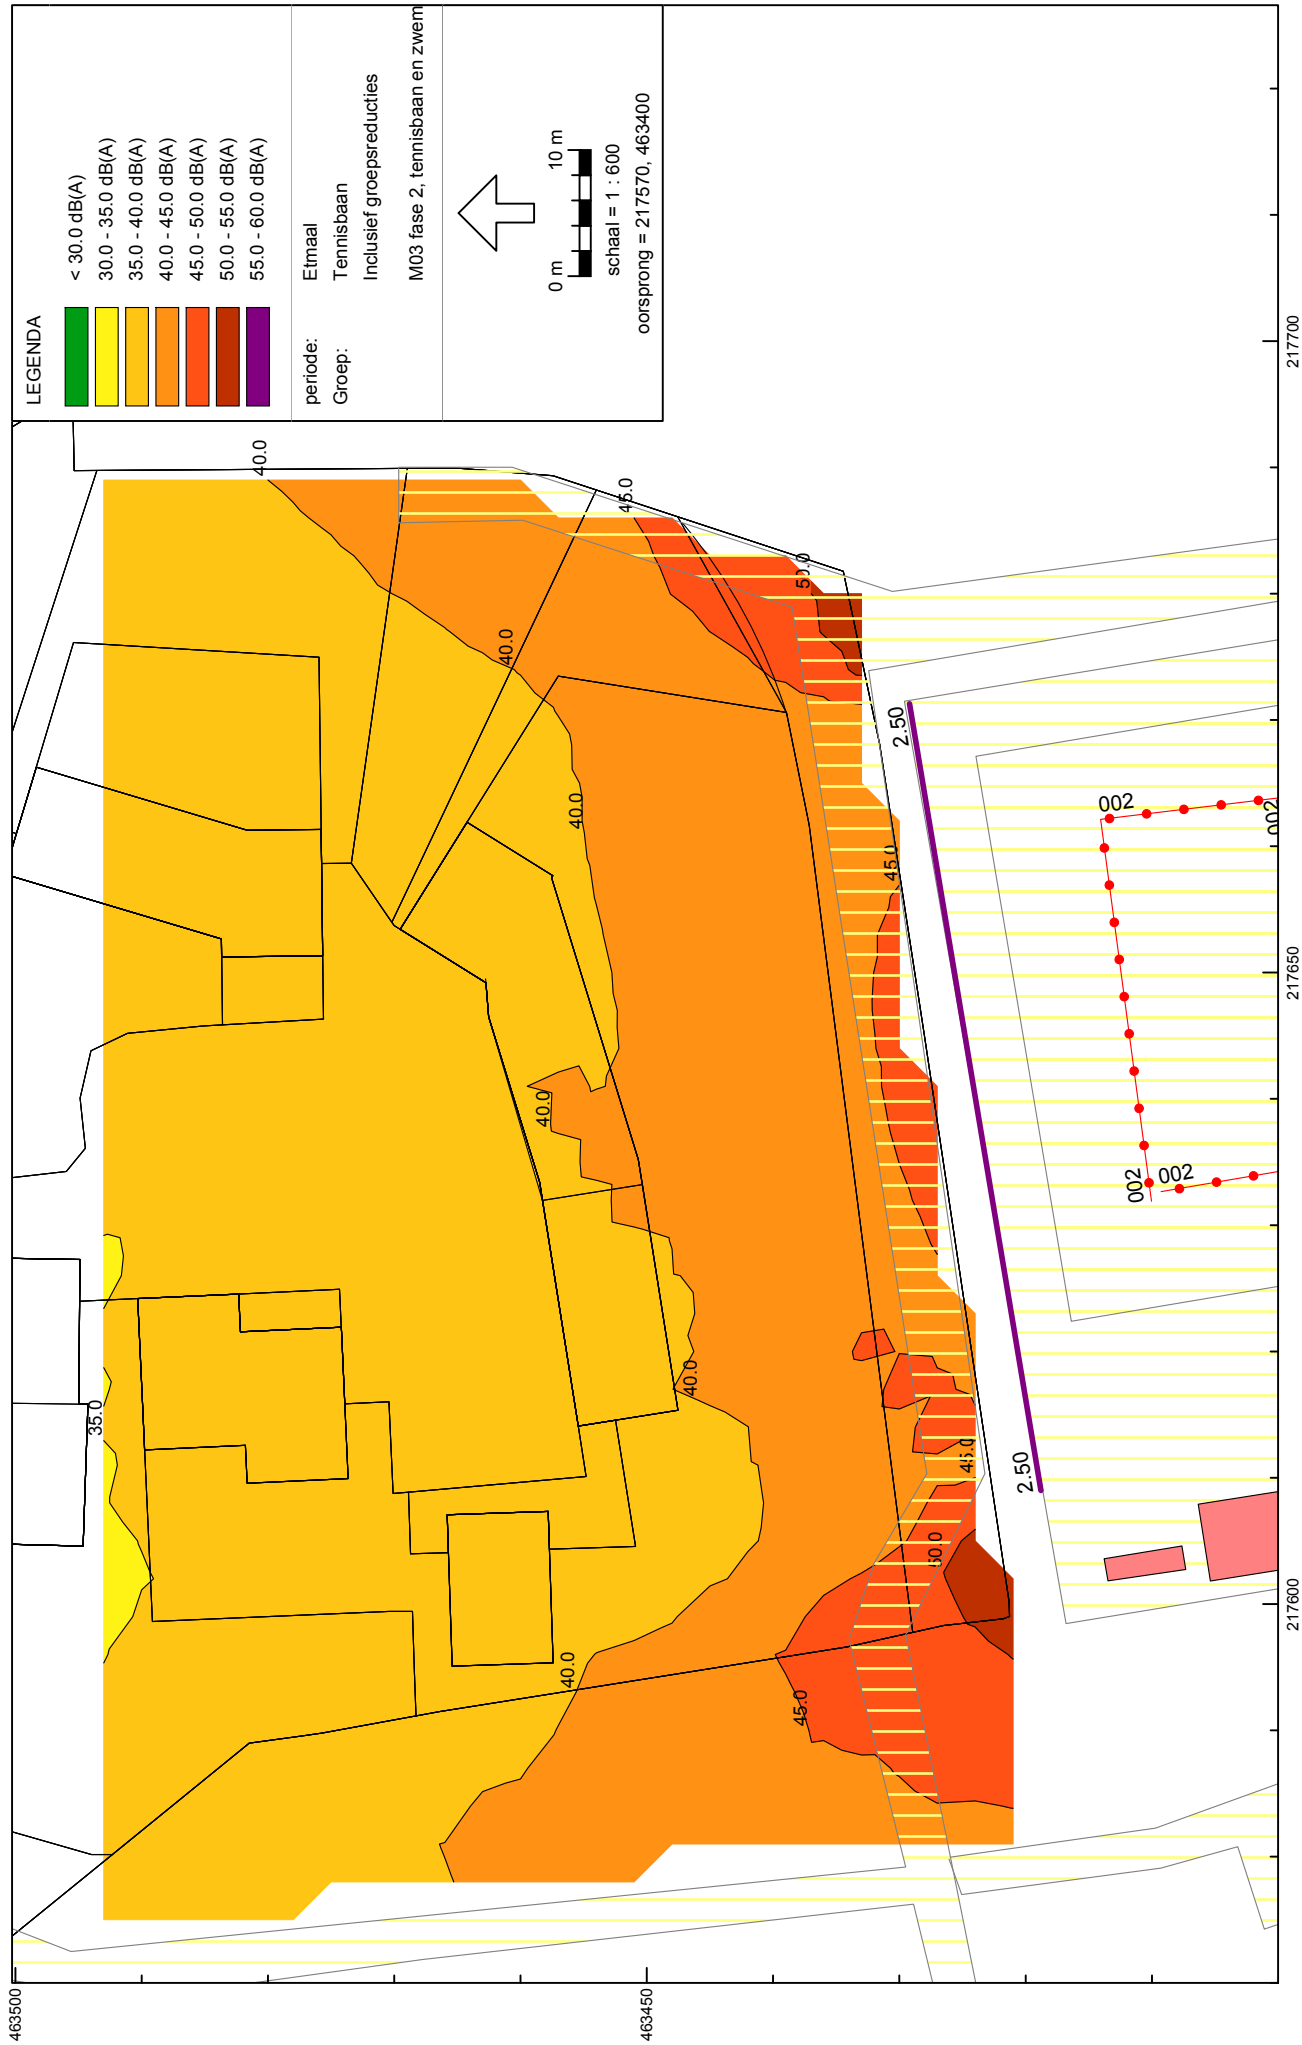 LEGENDA
< 30.0 dB(A)
30.0 - 35.0 dB(A)
35.0 - 40.0 dB(A)
40.0 - 45.0 dB(A)
45.0 - 50.0 dB(A)
50.0 - 55.0 dB(A)
55.0 - 60.0 dB(A)
periode: Etmaal
Groep: Tennisbaan
Inclusief groepsreducties
M03 fase 2, tennisbaan en zwem
0 m 10 m
schaal = 1 : 600
oorsprong = 217570, 463400
40.0
45.0
50.0
40.0
40.0
45.0
2.50
002
002
40.0
002
002
40.0
35.0
45.0
2.50
50.0
40.0
45.0
463500
463450
217600
217650
217700